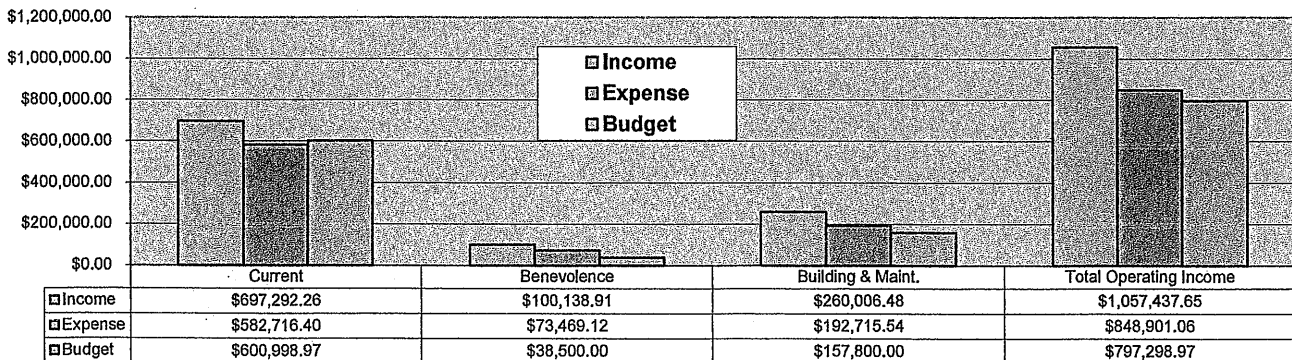 $1,200,000.00
$1,000,000.00
$800,000.00
$600,000.00
$400,000.00
$200,000.00
$0.00
Income
Expense
Budget
Current Benevolence Building & Maint. Total Operating Income
Income $697,292.26 $100,138.91 $260,006.48 $1,057,437.65
Expense $582,716.40 $73,469.12 $192,715.54 $848,901.06
Budget $600,998.97 $38,500.00 $157,800.00 $797,298.97